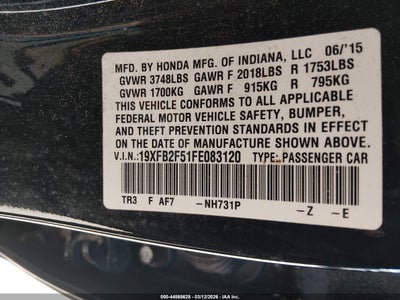 MFD. BY HONDA MFG. OF INDIANA, LLC 06/'15
GVWR 3748LBS GAWR F 2018LBS R 1753LBS
GVWR 1700KG GAWR F 915KG R 795KG
THIS VEHICLE CONFORMS TO ALL APPLICABLE
FEDERAL MOTOR VEHICLE SAFETY, BUMPER,
AND THEFT PREVENTION STANDARDS IN EFFECT
ON THE DATE OF MANUFACTURE SHOWN ABOVE.
V.I.N.:19XFB2F51FE083120 TYPE: PASSENGER CAR
TR3 F AF7 -NH731P -Z -E
000-44568628 - 03/12/2026 - IAA, Inc.